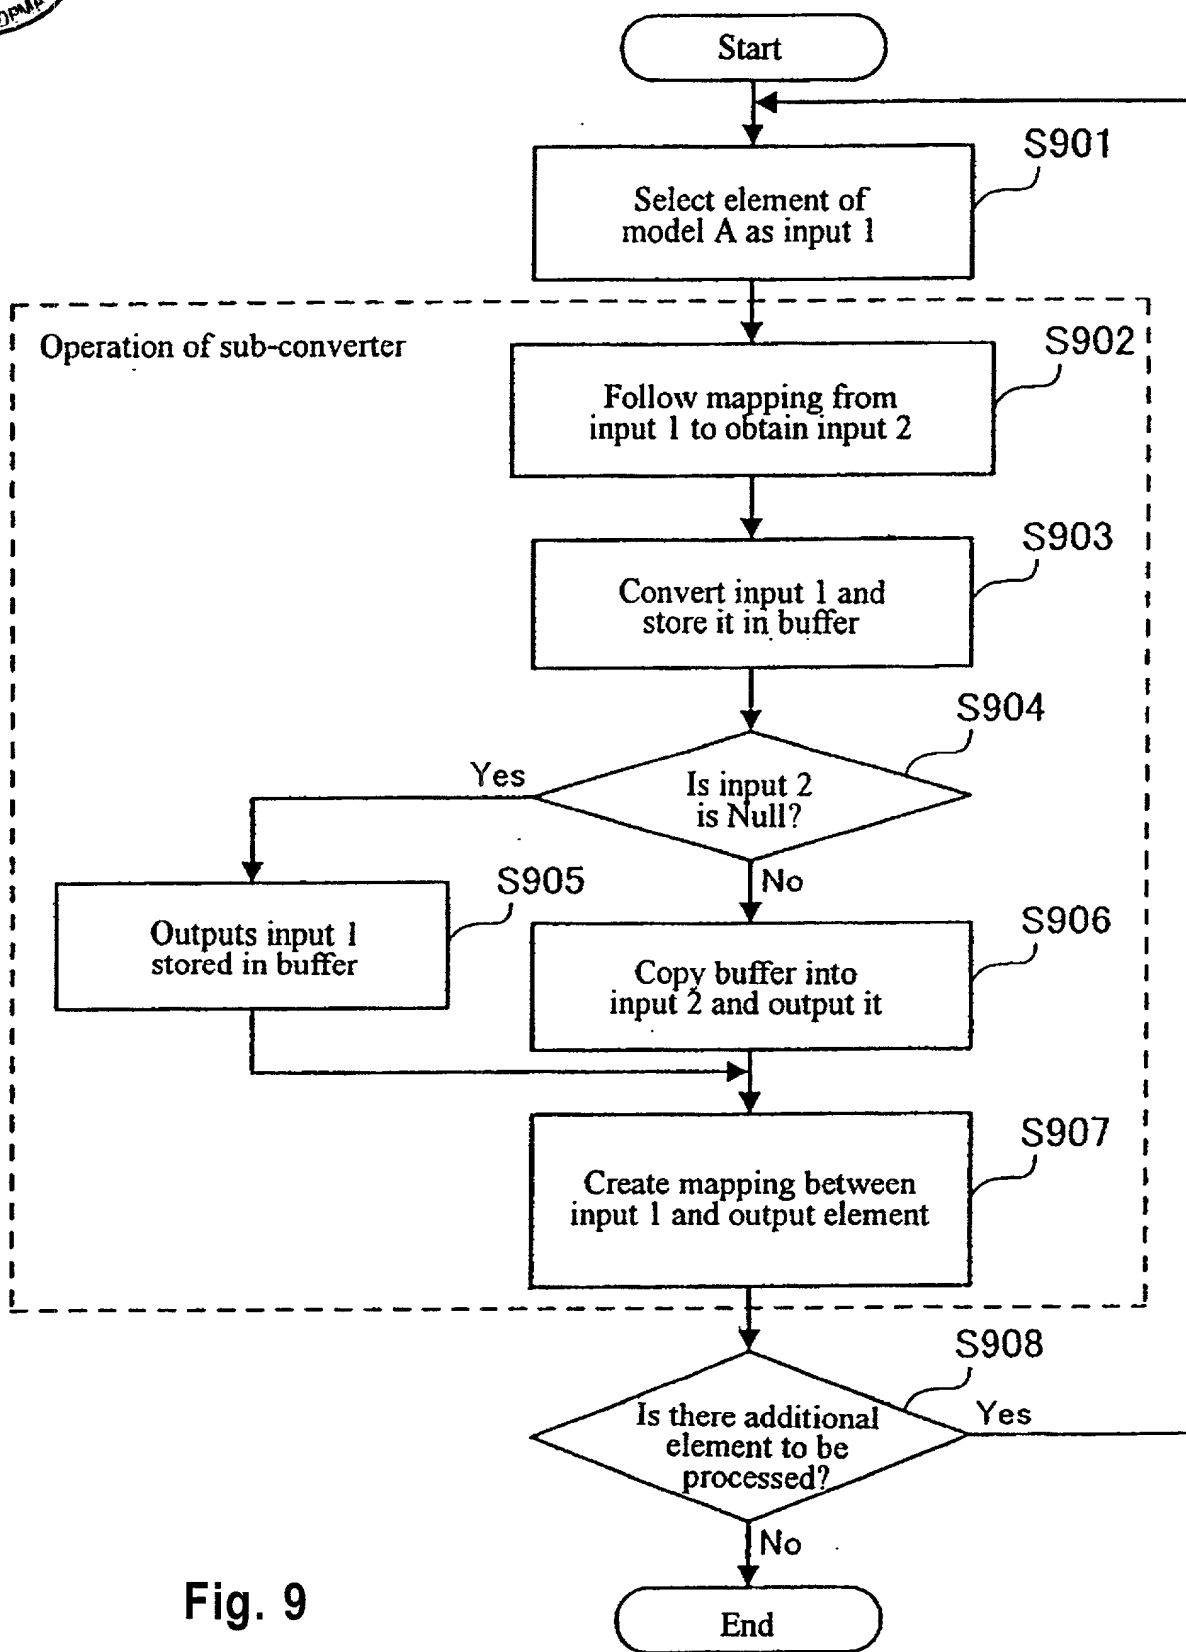 Start
S901
Select element of
model A as input 1
Operation of sub-converter
S902
Follow mapping from
input 1 to obtain input 2
S903
Convert input 1 and
store it in buffer
S904
Yes
Is input 2
is Null?
No
S905
Outputs input 1
stored in buffer
S906
Copy buffer into
input 2 and output it
S907
Create mapping between
input 1 and output element
S908
Is there additional
element to be
processed?
Yes
No
End
Fig. 9